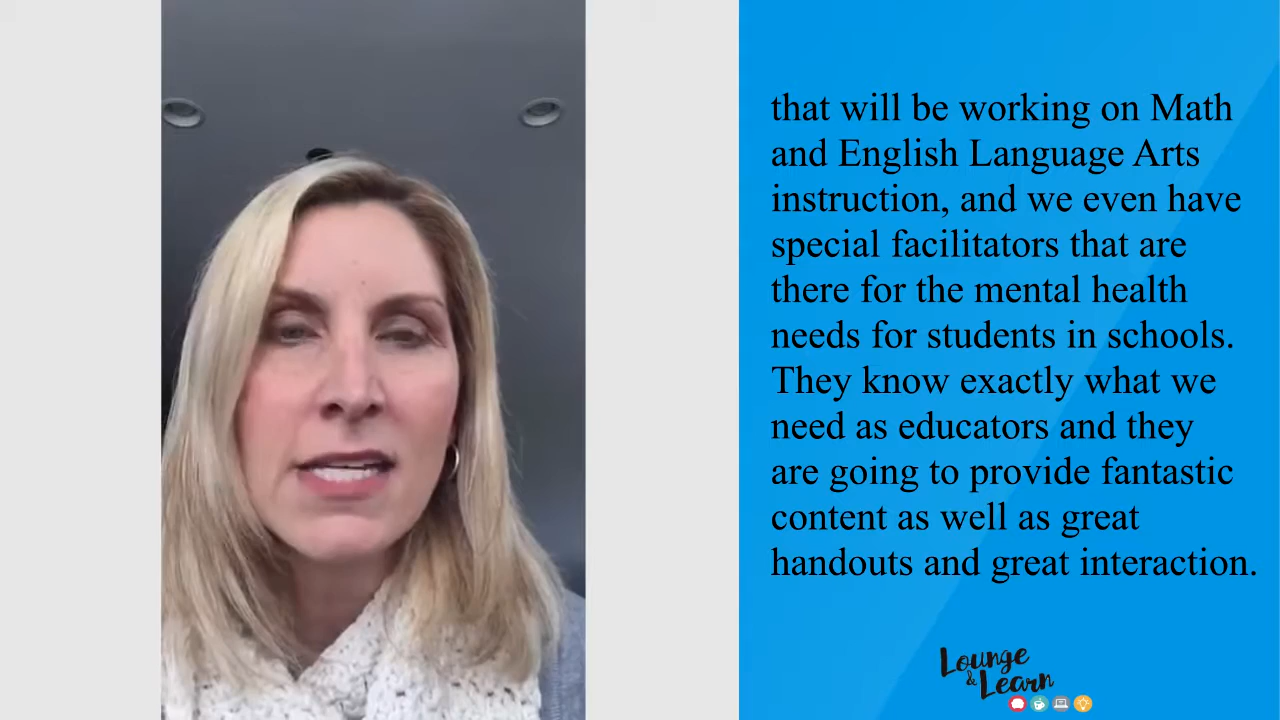 that will be working on Math
and English Language Arts
instruction, and we even have
special facilitators that are
there for the mental health
needs for students in schools.
They know exactly what we
need as educators and they
are going to provide fantastic
content as well as great
handouts and great interaction.
Lounge
& Learn